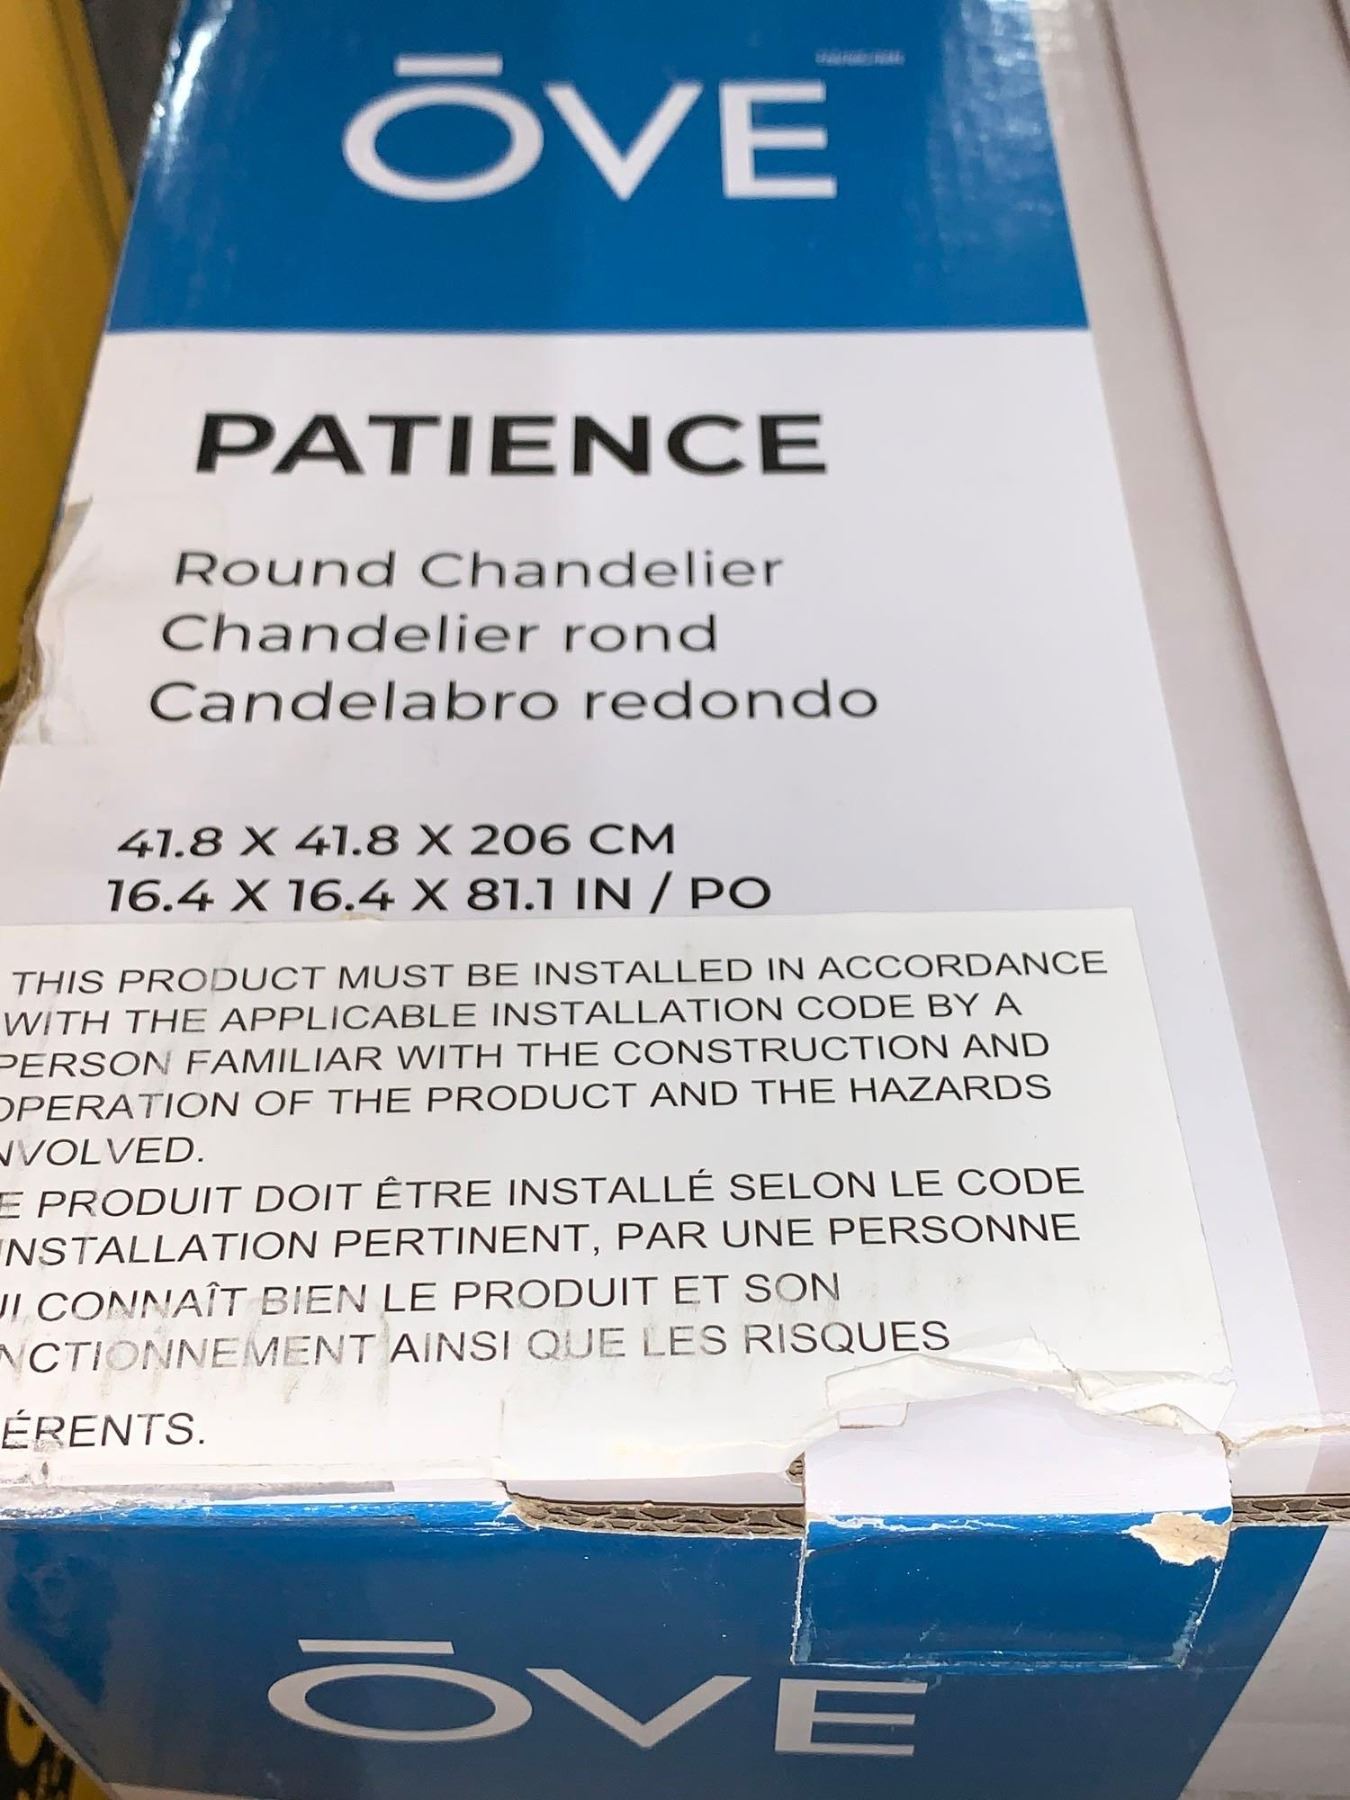 ŌVE
PATIENCE
Round Chandelier
Chandelier rond
Candelabro redondo
41.8 X 41.8 X 206 CM
16.4 X 16.4 X 81.1 IN / PO
THIS PRODUCT MUST BE INSTALLED IN ACCORDANCE
WITH THE APPLICABLE INSTALLATION CODE BY A
PERSON FAMILIAR WITH THE CONSTRUCTION AND
OPERATION OF THE PRODUCT AND THE HAZARDS
NVOLVED.
E PRODUIT DOIT ÊTRE INSTALLÉ SELON LE CODE
INSTALLATION PERTINENT, PAR UNE PERSONNE
UI CONNAÎT BIEN LE PRODUIT ET SON
NCTIONNEMENT AINSI QUE LES RISQUES
ÉRENTS.
ŌVE